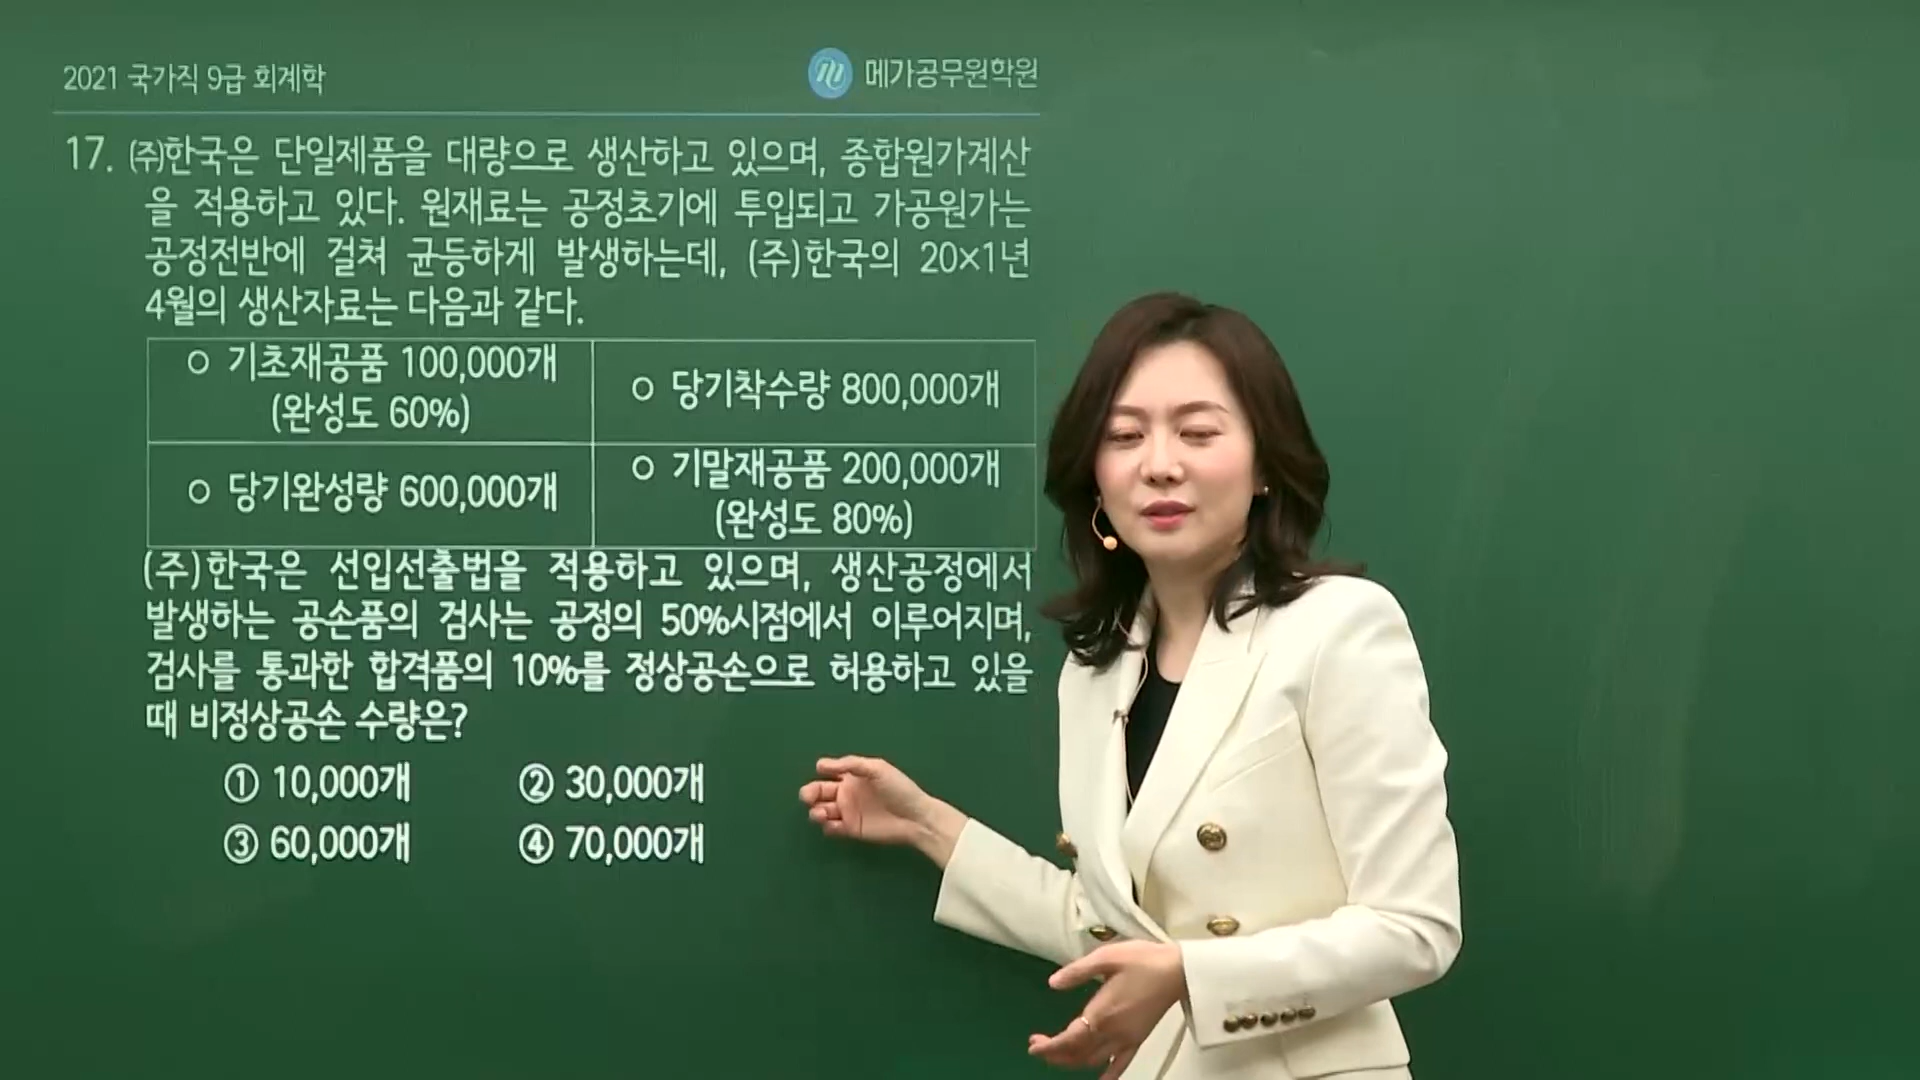 2021 국가직 9급 회계학
메가공무원학원
17. ㈜한국은 단일제품을 대량으로 생산하고 있으며, 종합원가계산
을 적용하고 있다. 원재료는 공정초기에 투입되고 가공원가는
공정전반에 걸쳐 균등하게 발생하는데, (주)한국의 20×1년
4월의 생산자료는 다음과 같다.
○ 기초재공품 100,000개
(완성도 60%)
○ 당기착수량 800,000개
○ 당기완성량 600,000개
○ 기말재공품 200,000개
(완성도 80%)
(주)한국은 선입선출법을 적용하고 있으며, 생산공정에서
발생하는 공손품의 검사는 공정의 50%시점에서 이루어지며,
검사를 통과한 합격품의 10%를 정상공손으로 허용하고 있을
때 비정상공손 수량은?
① 10,000개 ② 30,000개
③ 60,000개 ④ 70,000개